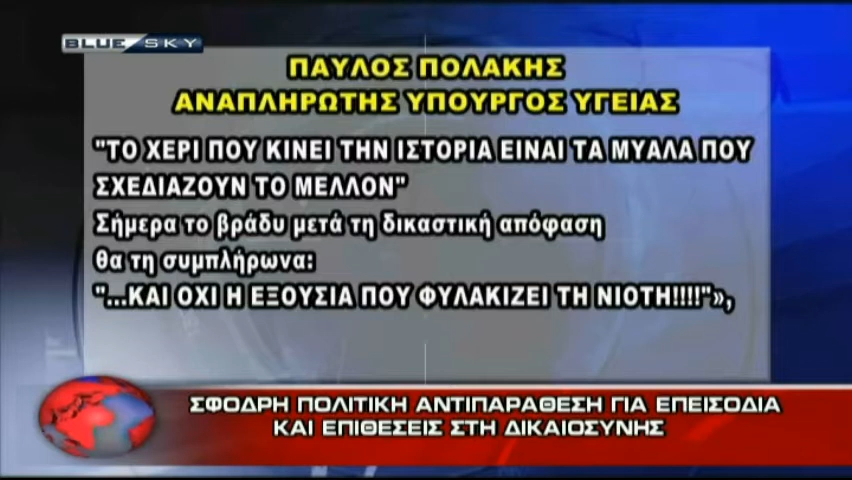 BLUE SKY
ΠΑΥΛΟΣ ΠΟΛΑΚΗΣ
ΑΝΑΠΛΗΡΩΤΗΣ ΥΠΟΥΡΓΟΣ ΥΓΕΙΑΣ
"ΤΟ ΧΕΡΙ ΠΟΥ ΚΙΝΕΙ ΤΗΝ ΙΣΤΟΡΙΑ ΕΙΝΑΙ ΤΑ ΜΥΑΛΑ ΠΟΥ
ΣΧΕΔΙΑΖΟΥΝ ΤΟ ΜΕΛΛΟΝ"
Σήμερα το βράδυ μετά τη δικαστική απόφαση
θα τη συμπλήρωνα:
"...ΚΑΙ ΟΧΙ Η ΕΞΟΥΣΙΑ ΠΟΥ ΦΥΛΑΚΙΖΕΙ ΤΗ ΝΙΟΤΗ!!!!"»,
ΣΦΟΔΡΗ ΠΟΛΙΤΙΚΗ ΑΝΤΙΠΑΡΑΘΕΣΗ ΓΙΑ ΕΠΕΙΣΟΔΙΑ
ΚΑΙ ΕΠΙΘΕΣΕΙΣ ΣΤΗ ΔΙΚΑΙΟΣΥΝΗΣ